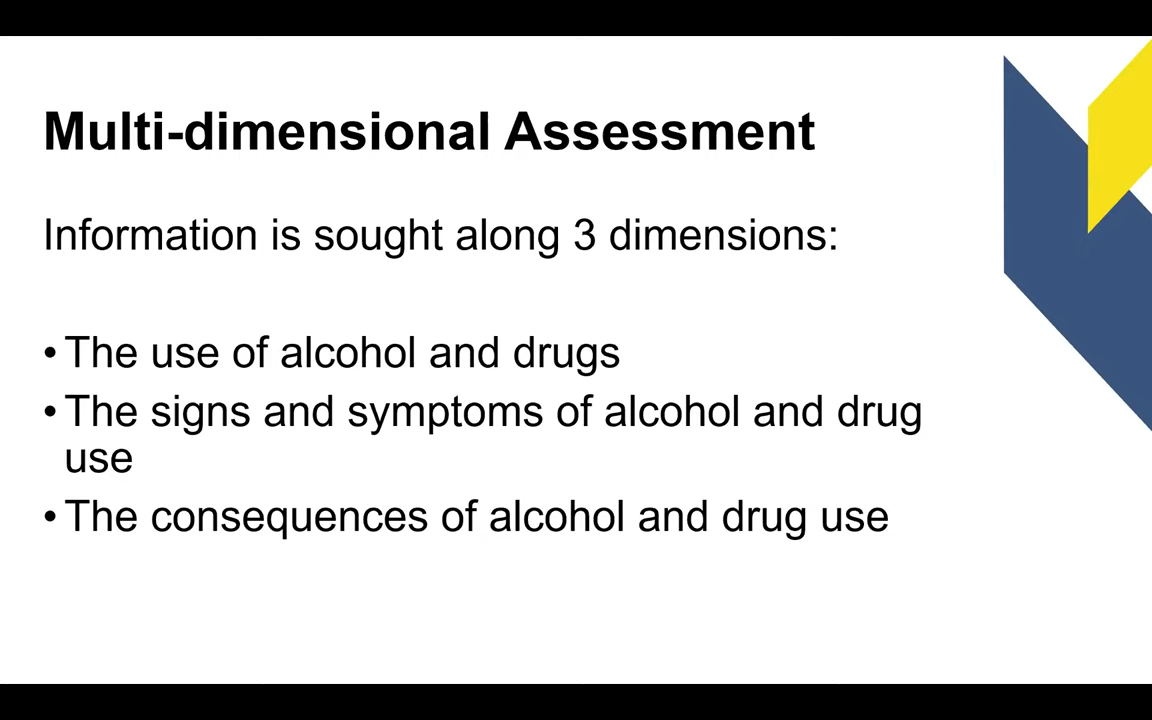 Multi-dimensional Assessment
Information is sought along 3 dimensions:
• The use of alcohol and drugs
• The signs and symptoms of alcohol and drug
use
• The consequences of alcohol and drug use